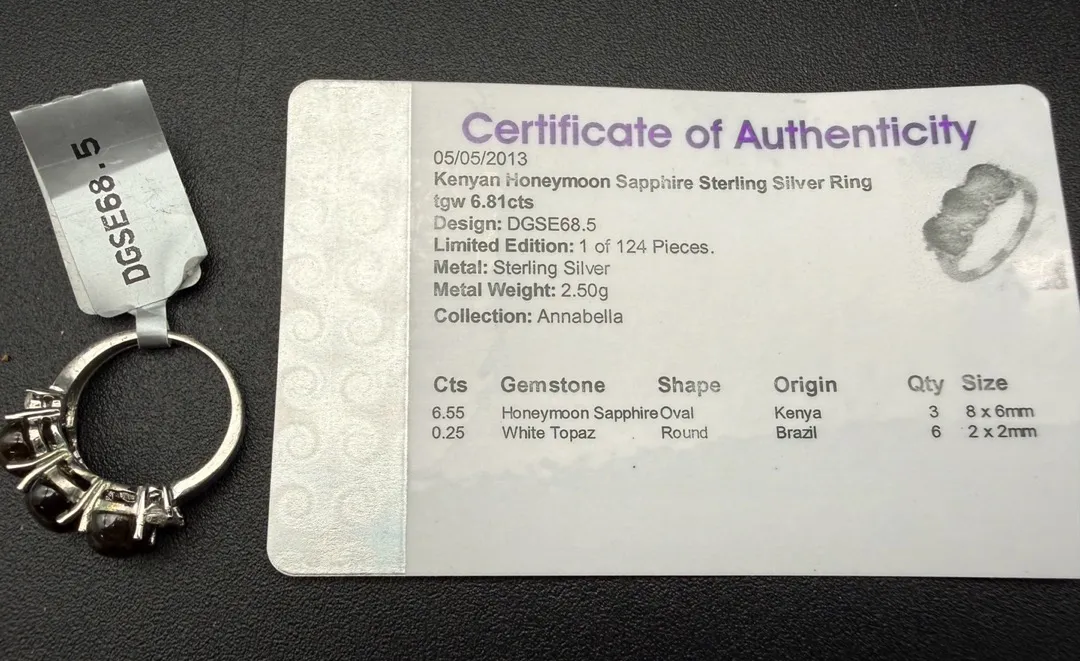 DGSE68.5
Certificate of Authenticity
05/05/2013
Kenyan Honeymoon Sapphire Sterling Silver Ring
tgw 6.81cts
Design: DGSE68.5
Limited Edition: 1 of 124 Pieces.
Metal: Sterling Silver
Metal Weight: 2.50g
Collection: Annabella
Cts Gemstone Shape Origin Qty Size
6.55 Honeymoon Sapphire Oval Kenya 3 8 x 6mm
0.25 White Topaz Round Brazil 6 2 x 2mm